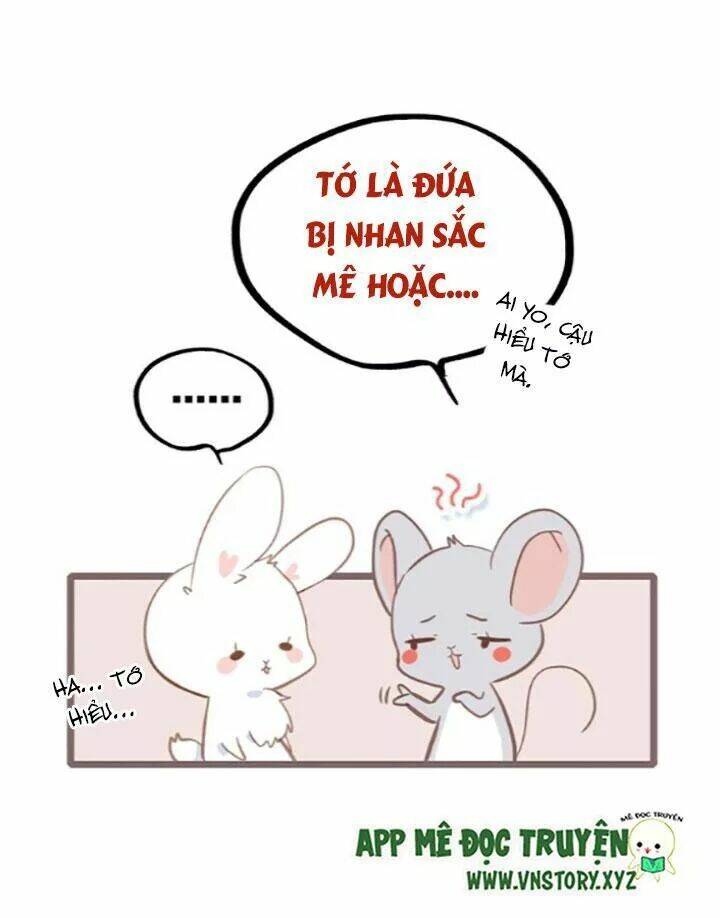 TỚ LÀ ĐỨA
BỊ NHAN SẮC
MÊ HOẶC....
AI YO, CẬU
HIỂU TỚ
MÀ.
......
HA... TỚ
HIỂU...
MÊ ĐỌC TRUYỆN
APP MÊ ĐỌC TRUYỆN
WWW.VNSTORY.XYZ